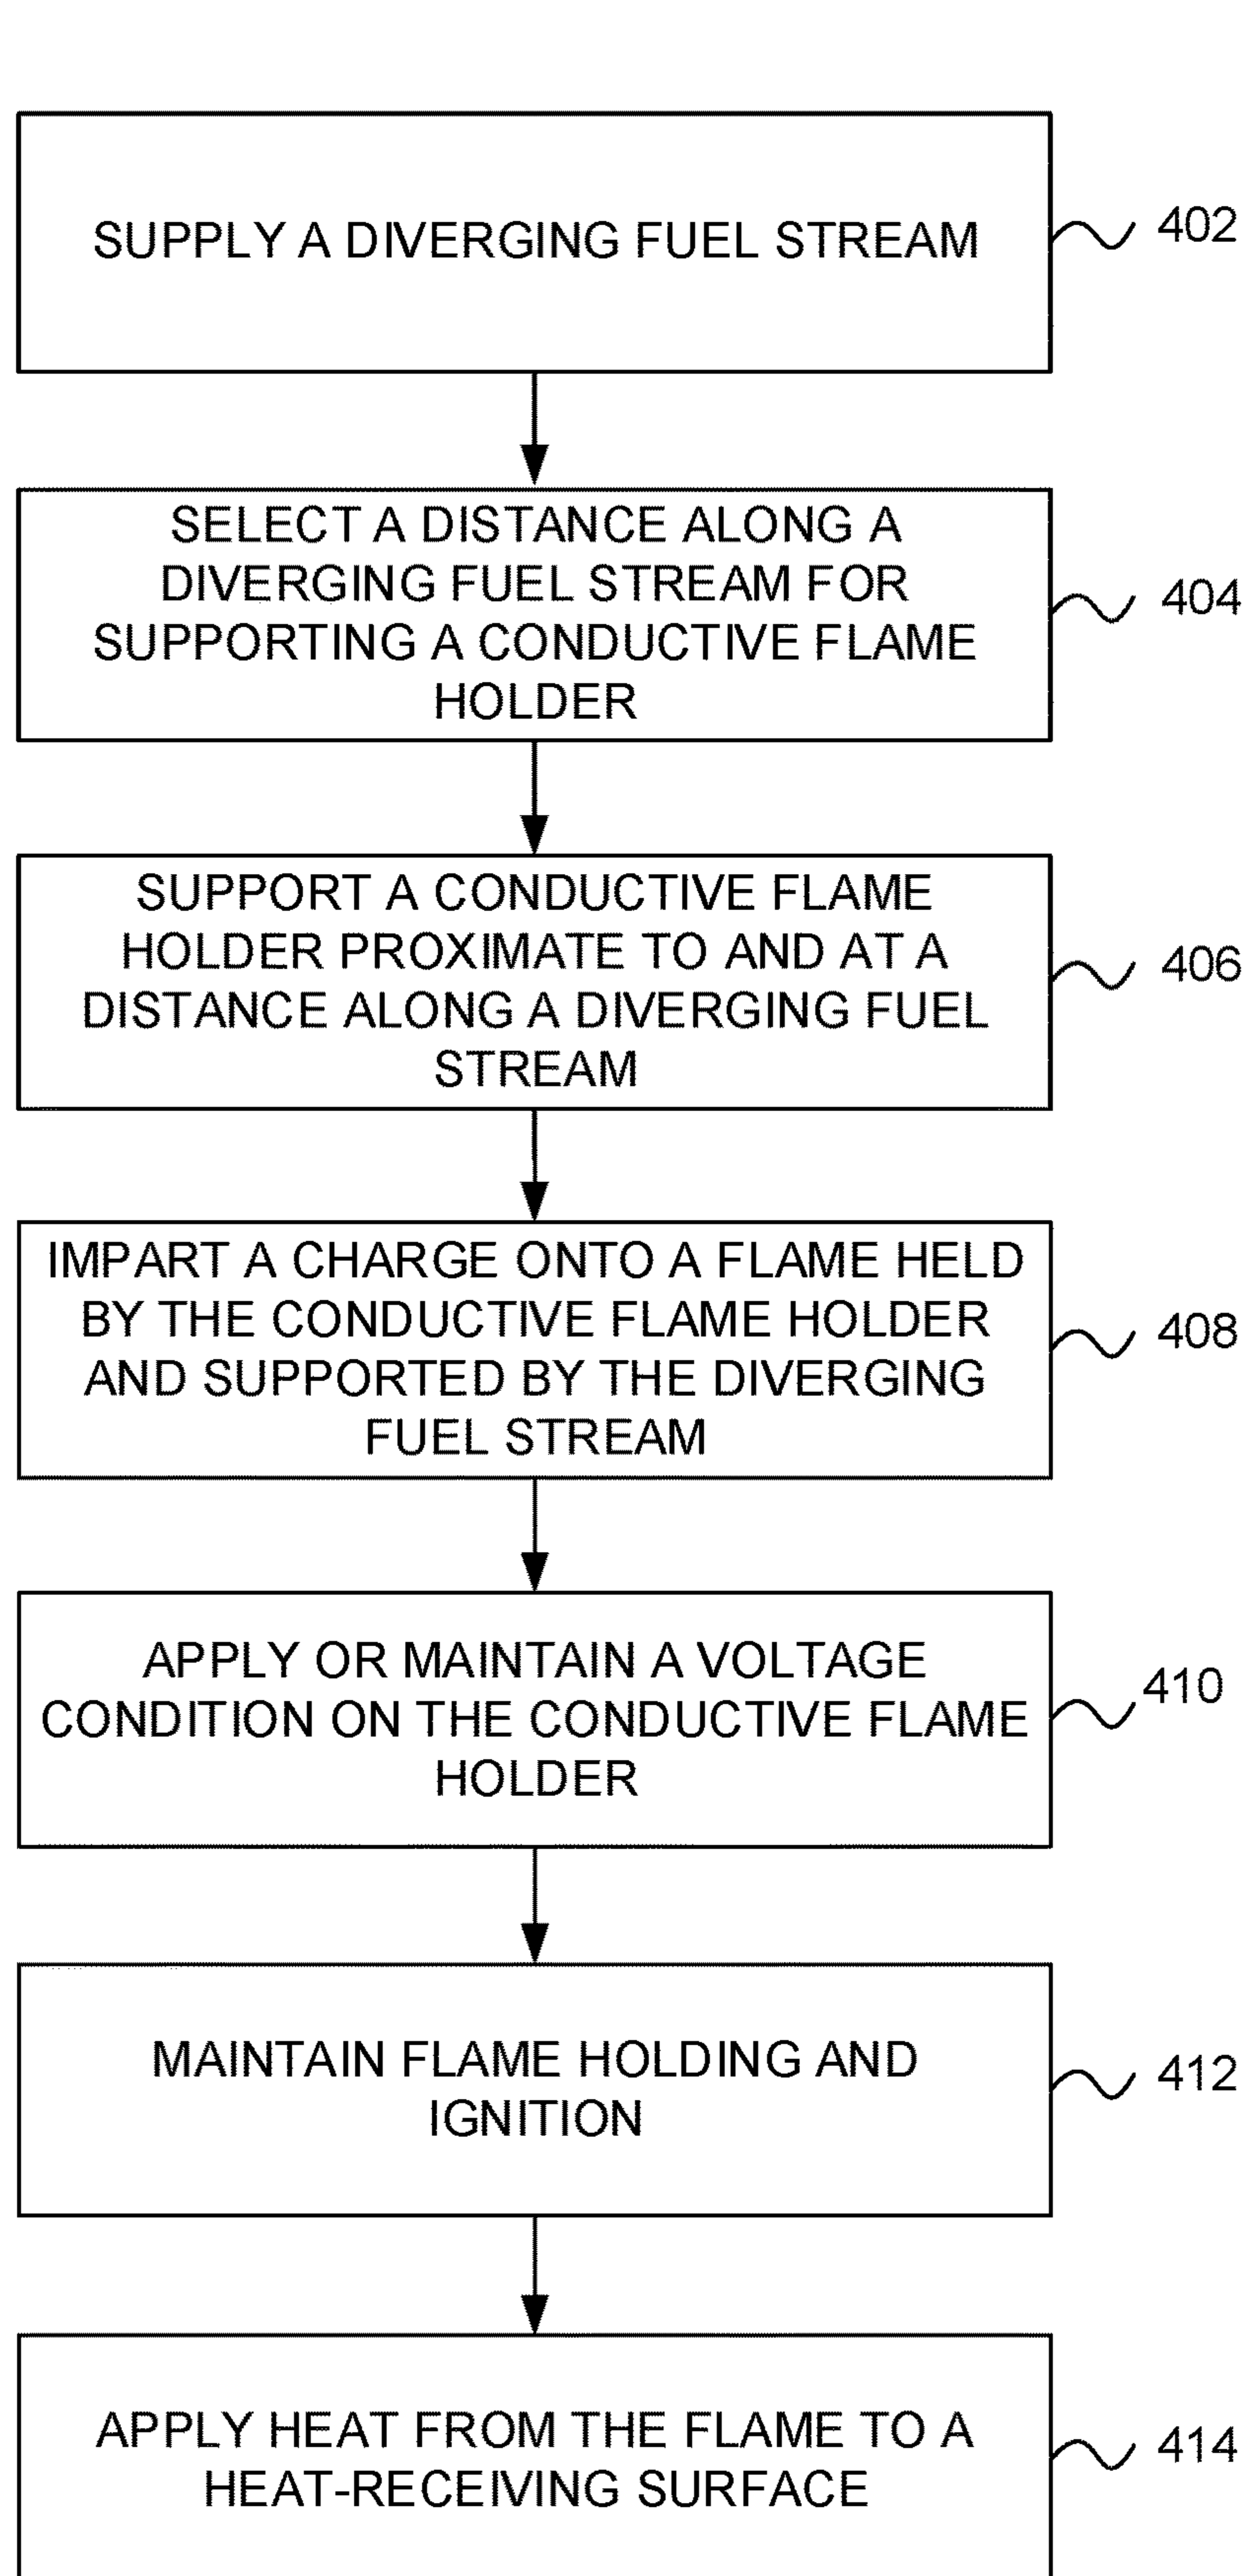 SUPPLY A DIVERGING FUEL STREAM
402
SELECT A DISTANCE ALONG A
DIVERGING FUEL STREAM FOR
SUPPORTING A CONDUCTIVE FLAME
HOLDER
404
SUPPORT A CONDUCTIVE FLAME
HOLDER PROXIMATE TO AND AT A
DISTANCE ALONG A DIVERGING FUEL
STREAM
406
IMPART A CHARGE ONTO A FLAME HELD
BY THE CONDUCTIVE FLAME HOLDER
AND SUPPORTED BY THE DIVERGING
FUEL STREAM
408
APPLY OR MAINTAIN A VOLTAGE
CONDITION ON THE CONDUCTIVE FLAME
HOLDER
410
MAINTAIN FLAME HOLDING AND
IGNITION
412
APPLY HEAT FROM THE FLAME TO A
HEAT-RECEIVING SURFACE
414